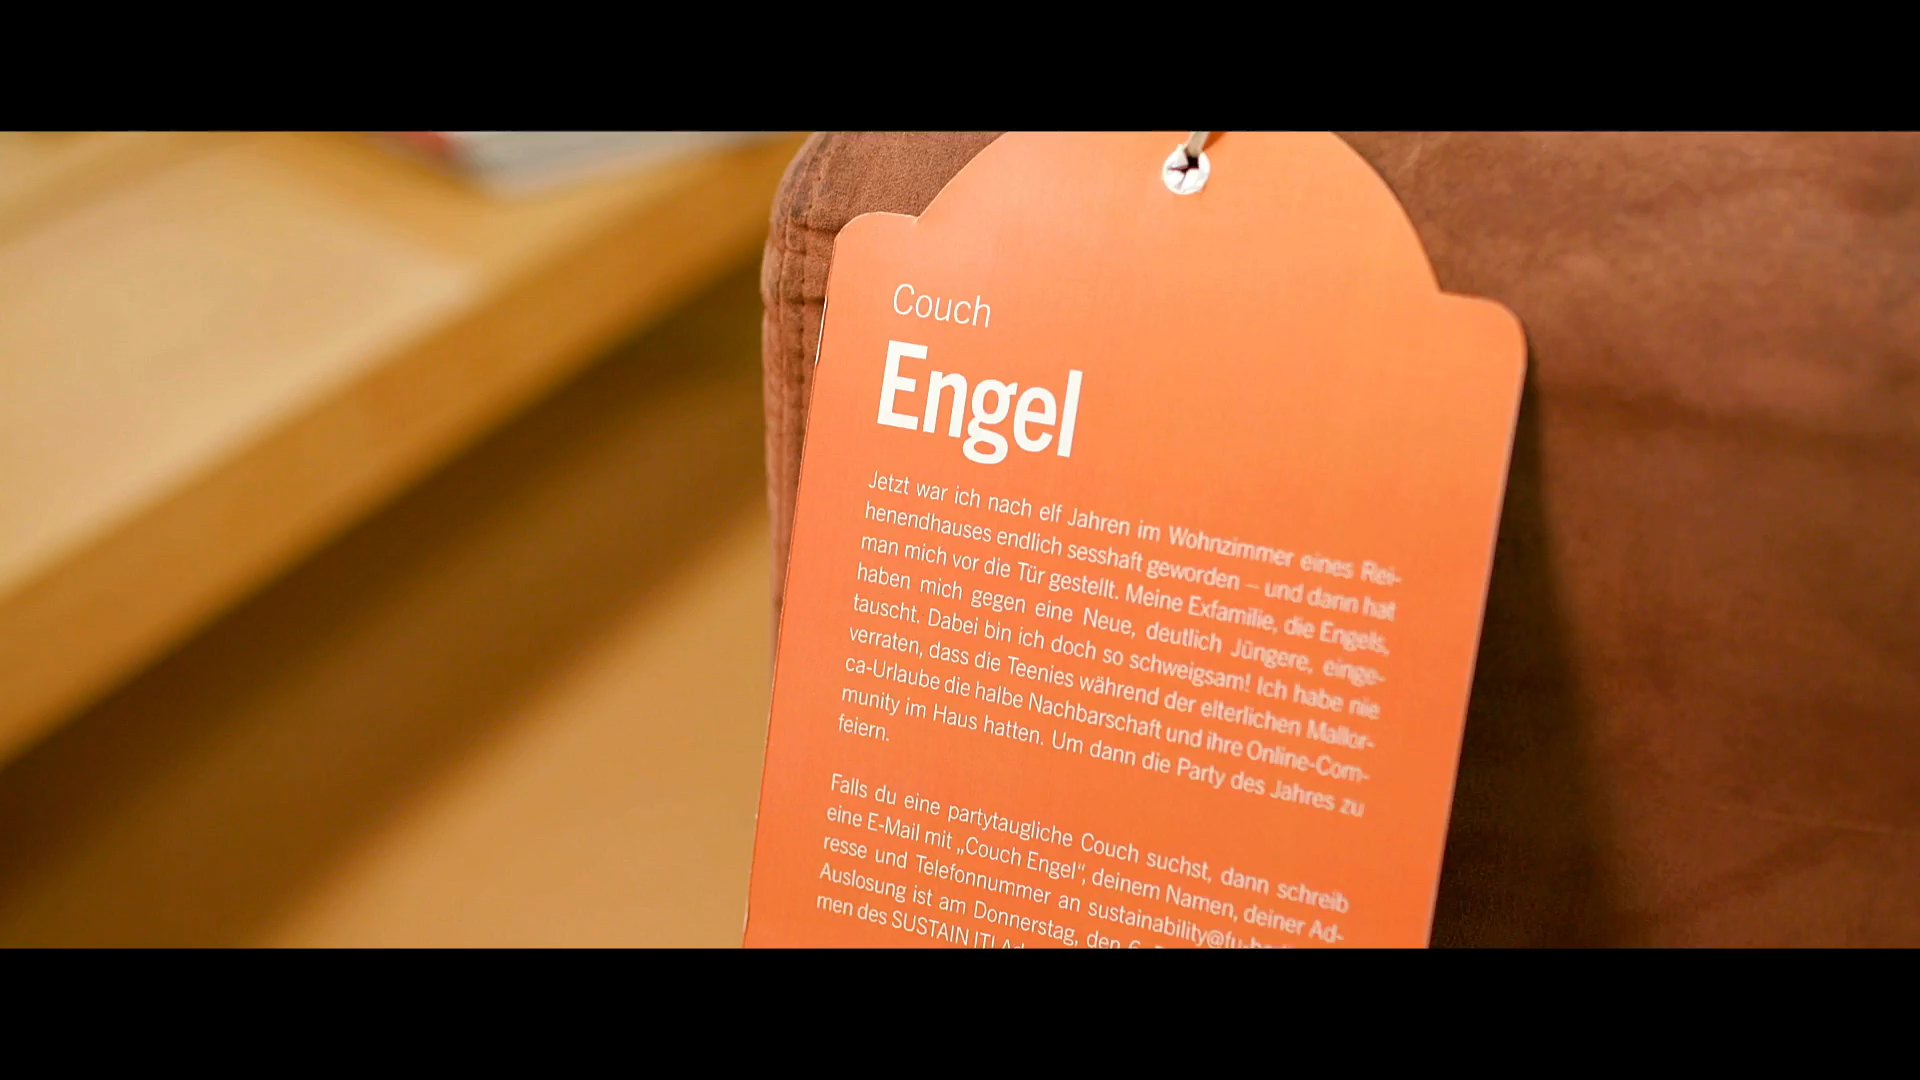 Couch
Engel
Jetzt war ich nach elf Jahren im Wohnzimmer eines Rei-
henendhauses endlich sesshaft geworden – und dann hat
man mich vor die Tür gestellt. Meine Exfamilie, die Engels,
haben mich gegen eine Neue, deutlich Jüngere, einge-
tauscht. Dabei bin ich doch so schweigsam! Ich habe nie
verraten, dass die Teenies während der elterlichen Mallor-
ca-Urlaube die halbe Nachbarschaft und ihre Online-Com-
munity im Haus hatten. Um dann die Party des Jahres zu
feiern.
Falls du eine partytaugliche Couch suchst, dann schreib
eine E-Mail mit „Couch Engel“, deinem Namen, deiner Ad-
resse und Telefonnummer an
Auslosung ist am Donnerstag, den
men des SUSTAIN IT!